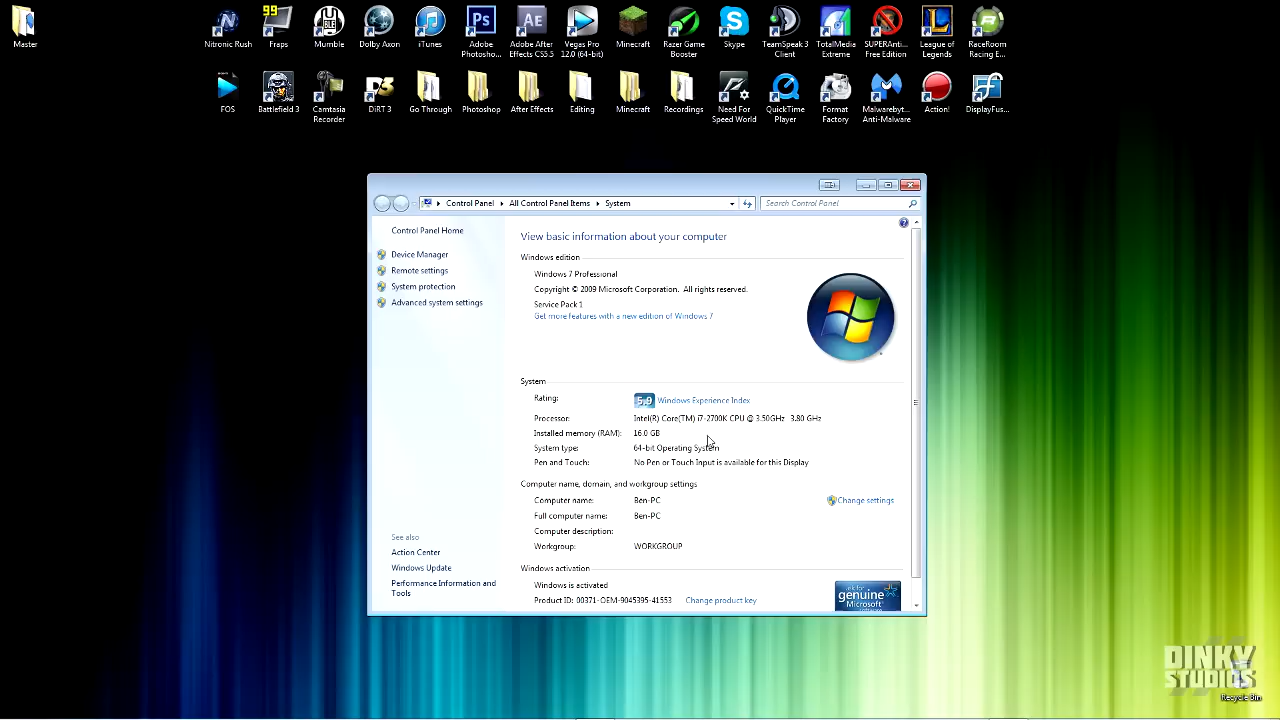 99
Master
Nitronic Rush
Fraps
Mumble
Dolby Axon
iTunes
Adobe Photosho...
Adobe After Effects CS5.5
Vegas Pro 12.0 (64-bit)
Minecraft
Razer Game Booster
Skype
TeamSpeak 3 Client
TotalMedia Extreme
SUPERAnti... Free Edition
League of Legends
RaceRoom Racing E...
FOS
Battlefield 3
Camtasia Recorder
DiRT 3
Go Through
Photoshop
After Effects
Editing
Minecraft
Recordings
Need For Speed World
QuickTime Player
Format Factory
Malwarebyt... Anti-Malware
Action!
DisplayFus...
Control Panel
All Control Panel Items
System
Search Control Panel
Control Panel Home
Device Manager
Remote settings
System protection
Advanced system settings
View basic information about your computer
Windows edition
Windows 7 Professional
Copyright © 2009 Microsoft Corporation. All rights reserved.
Service Pack 1
Get more features with a new edition of Windows 7
System
Rating: 5.9 Windows Experience Index
Processor: Intel(R) Core(TM) i7-2700K CPU @ 3.50GHz 3.80 GHz
Installed memory (RAM): 16.0 GB
System type: 64-bit Operating System
Pen and Touch: No Pen or Touch Input is available for this Display
Computer name, domain, and workgroup settings
Computer name: Ben-PC
Change settings
Full computer name: Ben-PC
Computer description:
Workgroup: WORKGROUP
Windows activation
Windows is activated
Product ID: 00371-OEM-9045395-41553 Change product key
ask for
genuine
Microsoft
software
See also
Action Center
Windows Update
Performance Information and
Tools
DINKY
STUDIOS
Recycle Bin